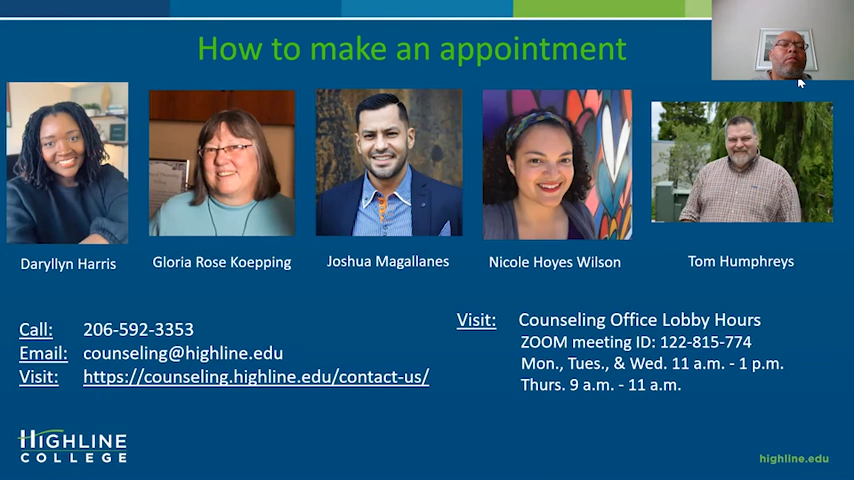 How to make an appointment
Daryllyn Harris
Gloria Rose Koepping
Joshua Magallanes
Nicole Hoyes Wilson
Tom Humphreys
Call: 206-592-3353
Email: counseling@highline.edu
Visit: https://counseling.highline.edu/contact-us/
Visit: Counseling Office Lobby Hours
ZOOM meeting ID: 122-815-774
Mon., Tues., & Wed. 11 a.m. - 1 p.m.
Thurs. 9 a.m. - 11 a.m.
HIGHLINE
COLLEGE
highline.edu